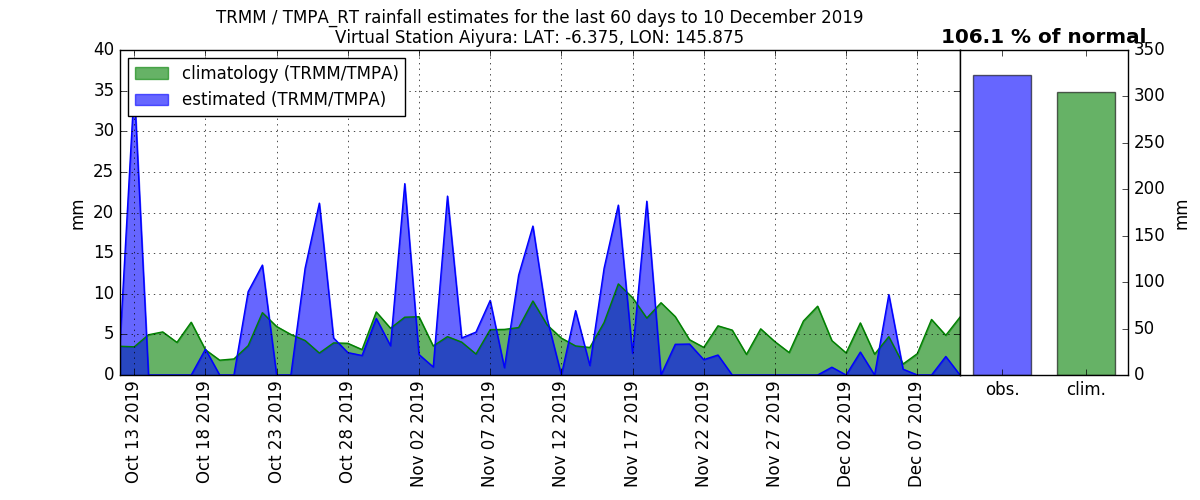 TRMM / TMPA_RT rainfall estimates for the last 60 days to 10 December 2019
Virtual Station Aiyura: LAT: -6.375, LON: 145.875
106.1 % of normal
climatology (TRMM/TMPA)
estimated (TRMM/TMPA)
mm
40
35
30
25
20
15
10
5
0
350
300
250
200
150
100
50
0
mm
Oct 13 2019
Oct 18 2019
Oct 23 2019
Oct 28 2019
Nov 02 2019
Nov 07 2019
Nov 12 2019
Nov 17 2019
Nov 22 2019
Nov 27 2019
Dec 02 2019
Dec 07 2019
obs.
clim.